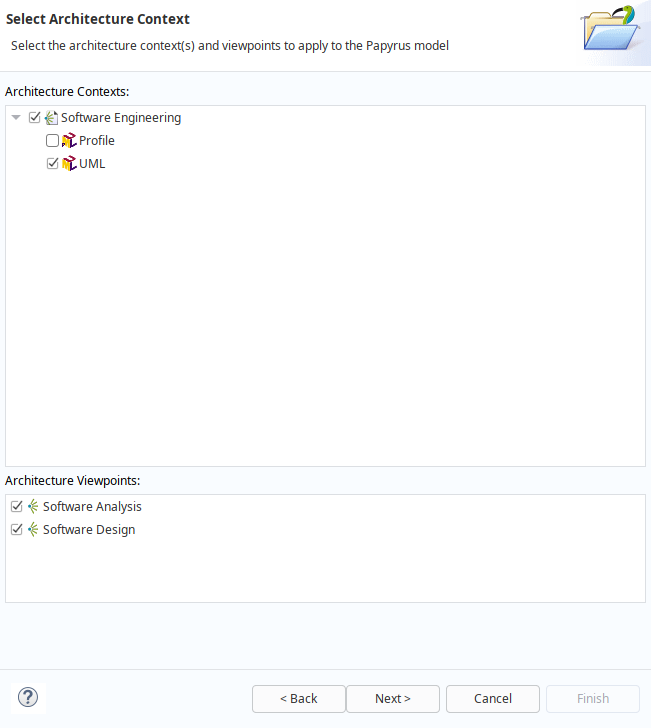 Select Architecture Context
Select the architecture context(s) and viewpoints to apply to the Papyrus model
Architecture Contexts:
Software Engineering
Profile
UML
Architecture Viewpoints:
Software Analysis
Software Design
?
< Back
Next >
Cancel
Finish